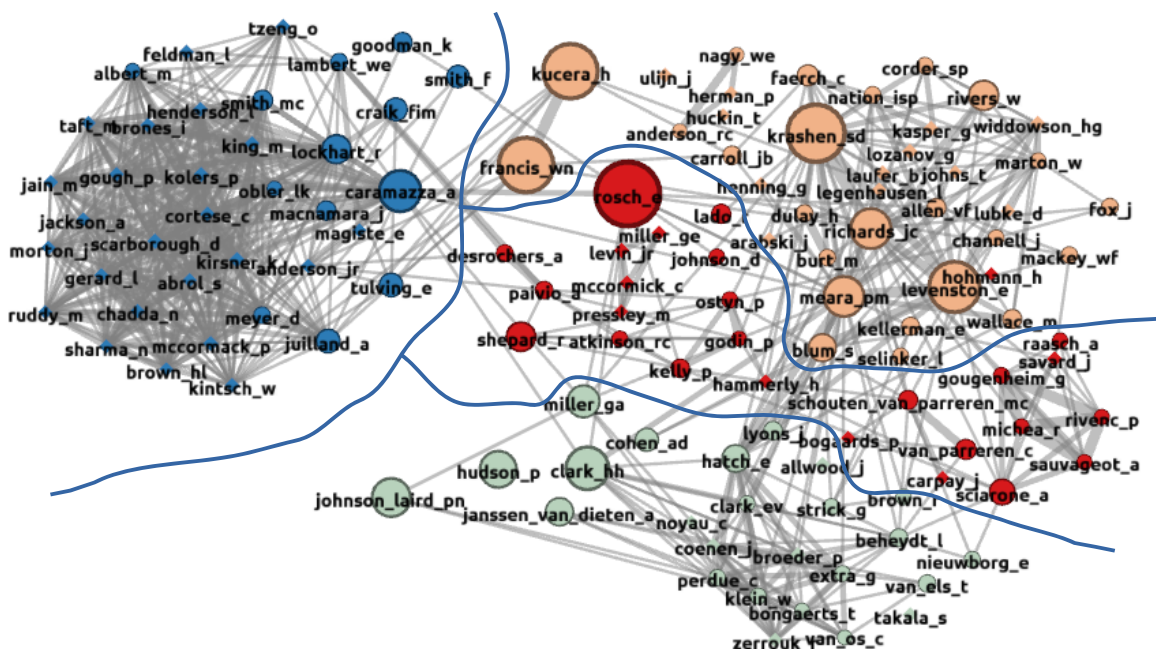 tzeng_o
goodman_k
feldman_l
lambert_we
albert_m
smith_f
kucera_h
ulijn_j
nagy_we
faerch_c
corder_sp
henderson_l
smith_mc
craik_fim
herman_p
nation_isp
rivers_w
taft_m
brones_i
huckin_t
anderson_rc
krashen_sd
kasper_g
widdowson_hg
king_m
lockhart_r
francis_wn
carroll_jb
lozanov_g
marton_w
jain_m
gough_p
kolers_p
obler_lk
caramazza_a
rosch_e
henning_g
laufer_b
johns_t
legenhausen_l
jackson_a
cortese_c
macnamara_j
lado_r
dulay_h
allen_vf
lubke_d
fox_j
magiste_e
miller_ge
arabski_j
richards_jc
channell_j
morton_j
scarborough_d
kirsner_k
anderson_jr
desrochers_a
levin_jr
johnson_d
burt_m
mackey_wf
gerard_l
abrol_s
tulving_e
paivio_a
mccormick_c
ostyn_p
meara_pm
hohmann_h
levenston_e
ruddy_m
chadda_n
meyer_d
pressley_m
kellerman_e
wallace_m
sharma_n
mccormack_p
juilland_a
shepard_r
atkinson_rc
godin_p
blum_s
selinker_l
raasch_a
savard_j
brown_hl
kintsch_w
kelly_p
hammerly_h
gougenheim_g
miller_ga
schouten_van_parreren_mc
rivenc_p
cohen_ad
lyons_j
bogaards_p
michea_r
hudson_p
clark_hh
hatch_e
allwood_j
van_parreren_c
sauvageot_a
johnson_laird_pn
janssen_van_dieten_a
clark_ev
strick_g
carpay_j
brown_r
sciarone_a
noyau_c
coenen_j
broeder_p
beheydt_l
nieuwborg_e
perdue_c
extra_g
klein_w
van_els_t
bongaerts_t
takala_s
van_os_c